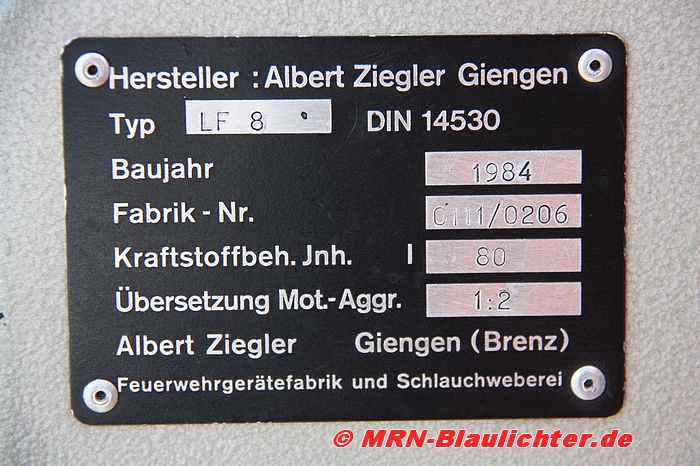 Hersteller : Albert Ziegler Giengen
Typ LF 8 DIN 14530
Baujahr 1984
Fabrik - Nr. C111/0206
Kraftstoffbeh. Jnh. l 80
Übersetzung Mot.-Aggr. 1:2
Albert Ziegler Giengen (Brenz)
Feuerwehrgerätefabrik und Schlauchweberei
© MRN-Blaulichter.de